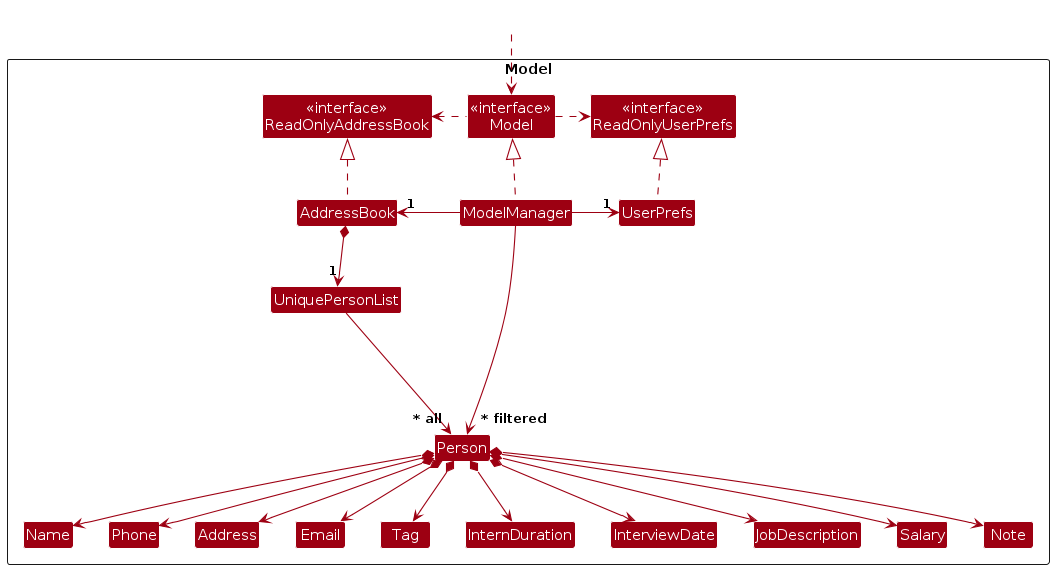 Model
«interface»
ReadOnlyAddressBook
«interface»
Model
«interface»
ReadOnlyUserPrefs
AddressBook
1
ModelManager
1
UserPrefs
1
UniquePersonList
* all
* filtered
Person
Name
Phone
Address
Email
Tag
InternDuration
InterviewDate
JobDescription
Salary
Note